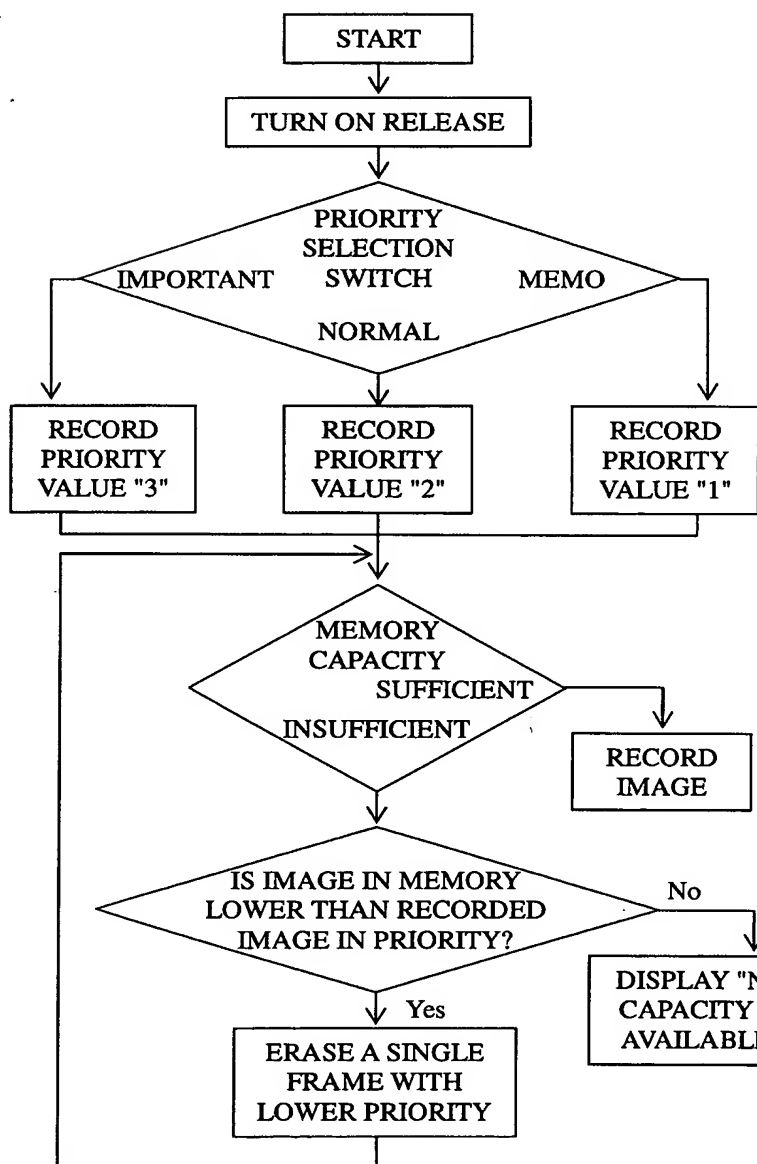 START
TURN ON RELEASE
PRIORITY
SELECTION
SWITCH
IMPORTANT
MEMO
NORMAL
RECORD
PRIORITY
VALUE "3"
RECORD
PRIORITY
VALUE "2"
RECORD
PRIORITY
VALUE "1"
MEMORY
CAPACITY
SUFFICIENT
INSUFFICIENT
RECORD
IMAGE
IS IMAGE IN MEMORY
LOWER THAN RECORDED
IMAGE IN PRIORITY?
No
Yes
DISPLAY
CAPACITY
AVAILABLE
ERASE A SINGLE
FRAME WITH
LOWER PRIORITY